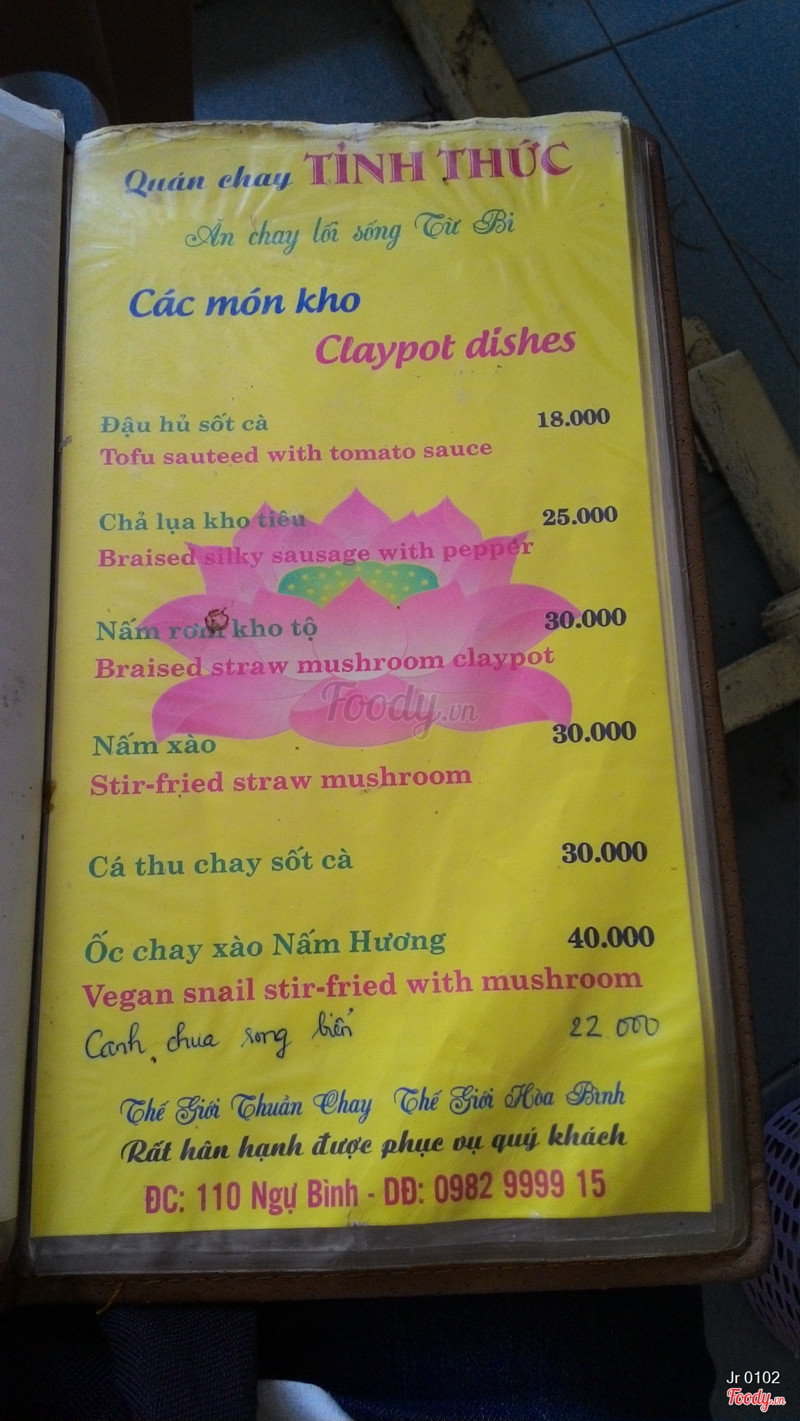 Quán chay TỈNH THỨC
Ăn chay lối sống Từ Bi
Các món kho
Claypot dishes
Đậu hủ sốt cà 18.000
Tofu sauteed with tomato sauce
Chả lụa kho tiêu 25.000
Braised silky sausage with pepper
Nấm rơm kho tộ 30.000
Braised straw mushroom claypot
Foody.vn
Nấm xào 30.000
Stir-fried straw mushroom
Cá thu chay sốt cà 30.000
Ốc chay xào Nấm Hương 40.000
Vegan snail stir-fried with mushroom
Canh chua rong biển 22.000
Thế Giới Thuần Chay Thế Giới Hòa Bình
Rất hân hạnh được phục vụ quý khách
ĐC: 110 Ngự Bình - DĐ: 0982 9999 15
Jr 0102
Foody.vn